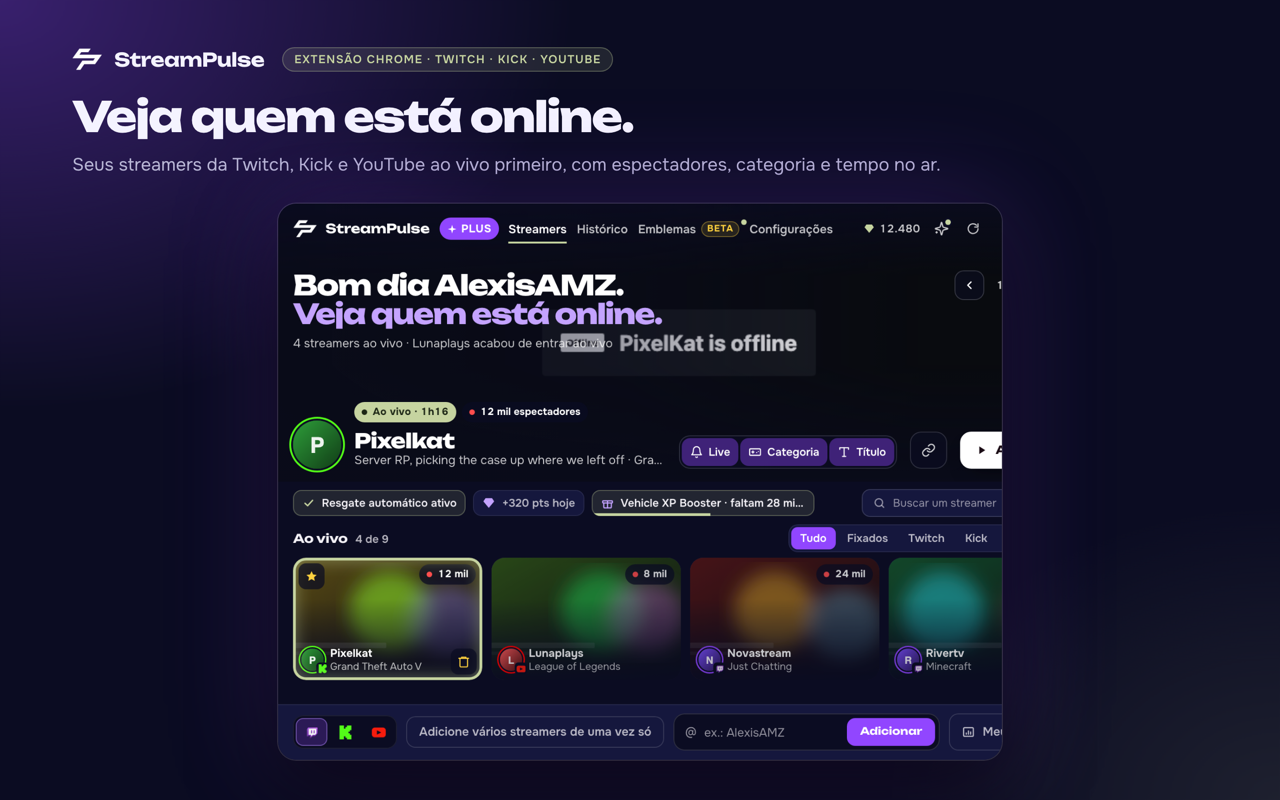 StreamPulse
EXTENSÃO CHROME · TWITCH · KICK · YOUTUBE
Veja quem está online.
Seus streamers da Twitch, Kick e YouTube ao vivo primeiro, com espectadores, categoria e tempo no ar.
StreamPulse
+ PLUS
Streamers
Histórico
Emblemas
BETA
Configurações
12.480
Bom dia AlexisAMZ.
Veja quem está online.
4 streamers ao vivo · Lunaplays acabou de entrar ao vivo
PixelKat is offline
Ao vivo · 1h16
12 mil espectadores
P
Pixelkat
Server RP, picking the case up where we left off · Gra...
Live
Categoria
Título
Resgate automático ativo
+320 pts hoje
Vehicle XP Booster · faltam 28 mi...
Buscar um streamer
Ao vivo
4 de 9
Tudo
Fixados
Twitch
Kick
12 mil
8 mil
24 mil
P
Pixelkat
Grand Theft Auto V
L
Lunaplays
League of Legends
N
Novastream
Just Chatting
R
Rivertv
Minecraft
Adicione vários streamers de uma vez só
@ ex.: AlexisAMZ
Adicionar